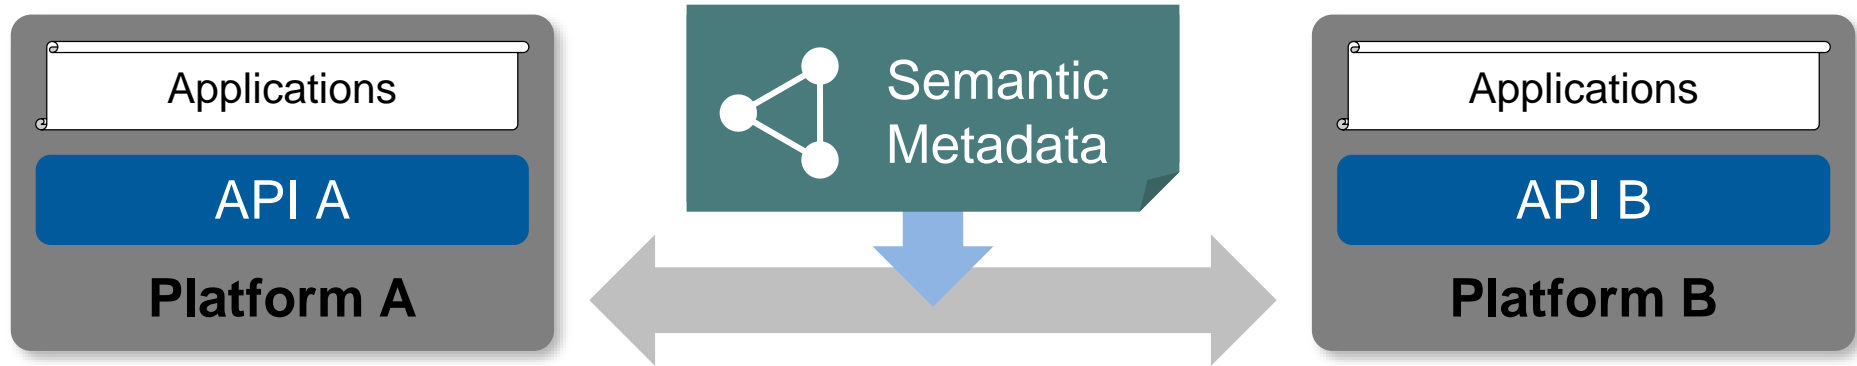 Applications
API A
Platform A
Semantic
Metadata
Applications
API B
Platform B